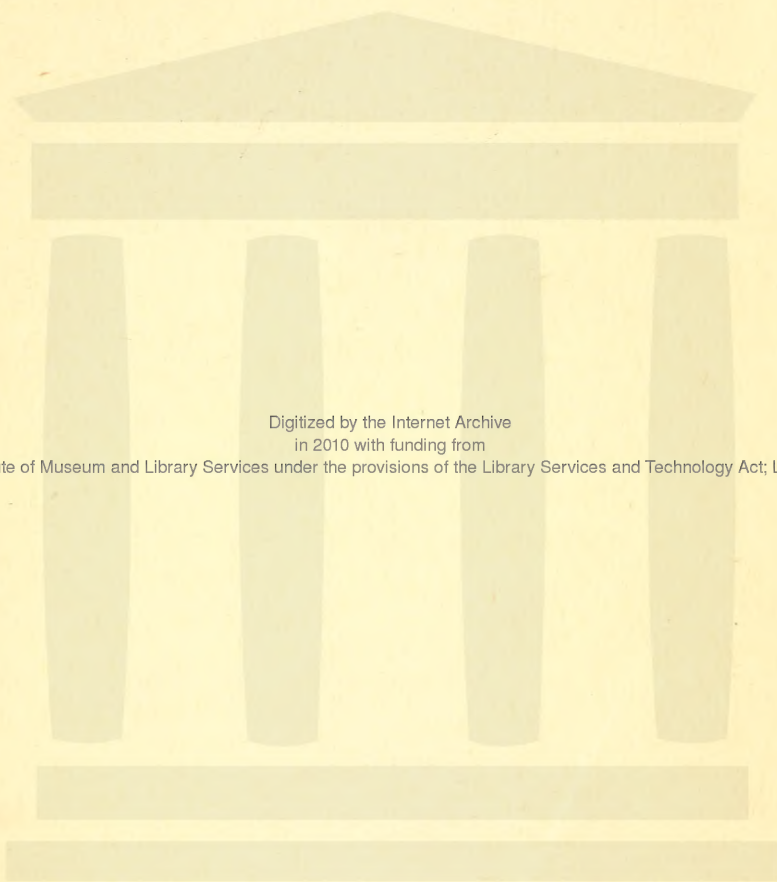 Digitized by the Internet Archive
in 2010 with funding from
of Museum and Library Services under the provisions of the Library Services and Technology Act;